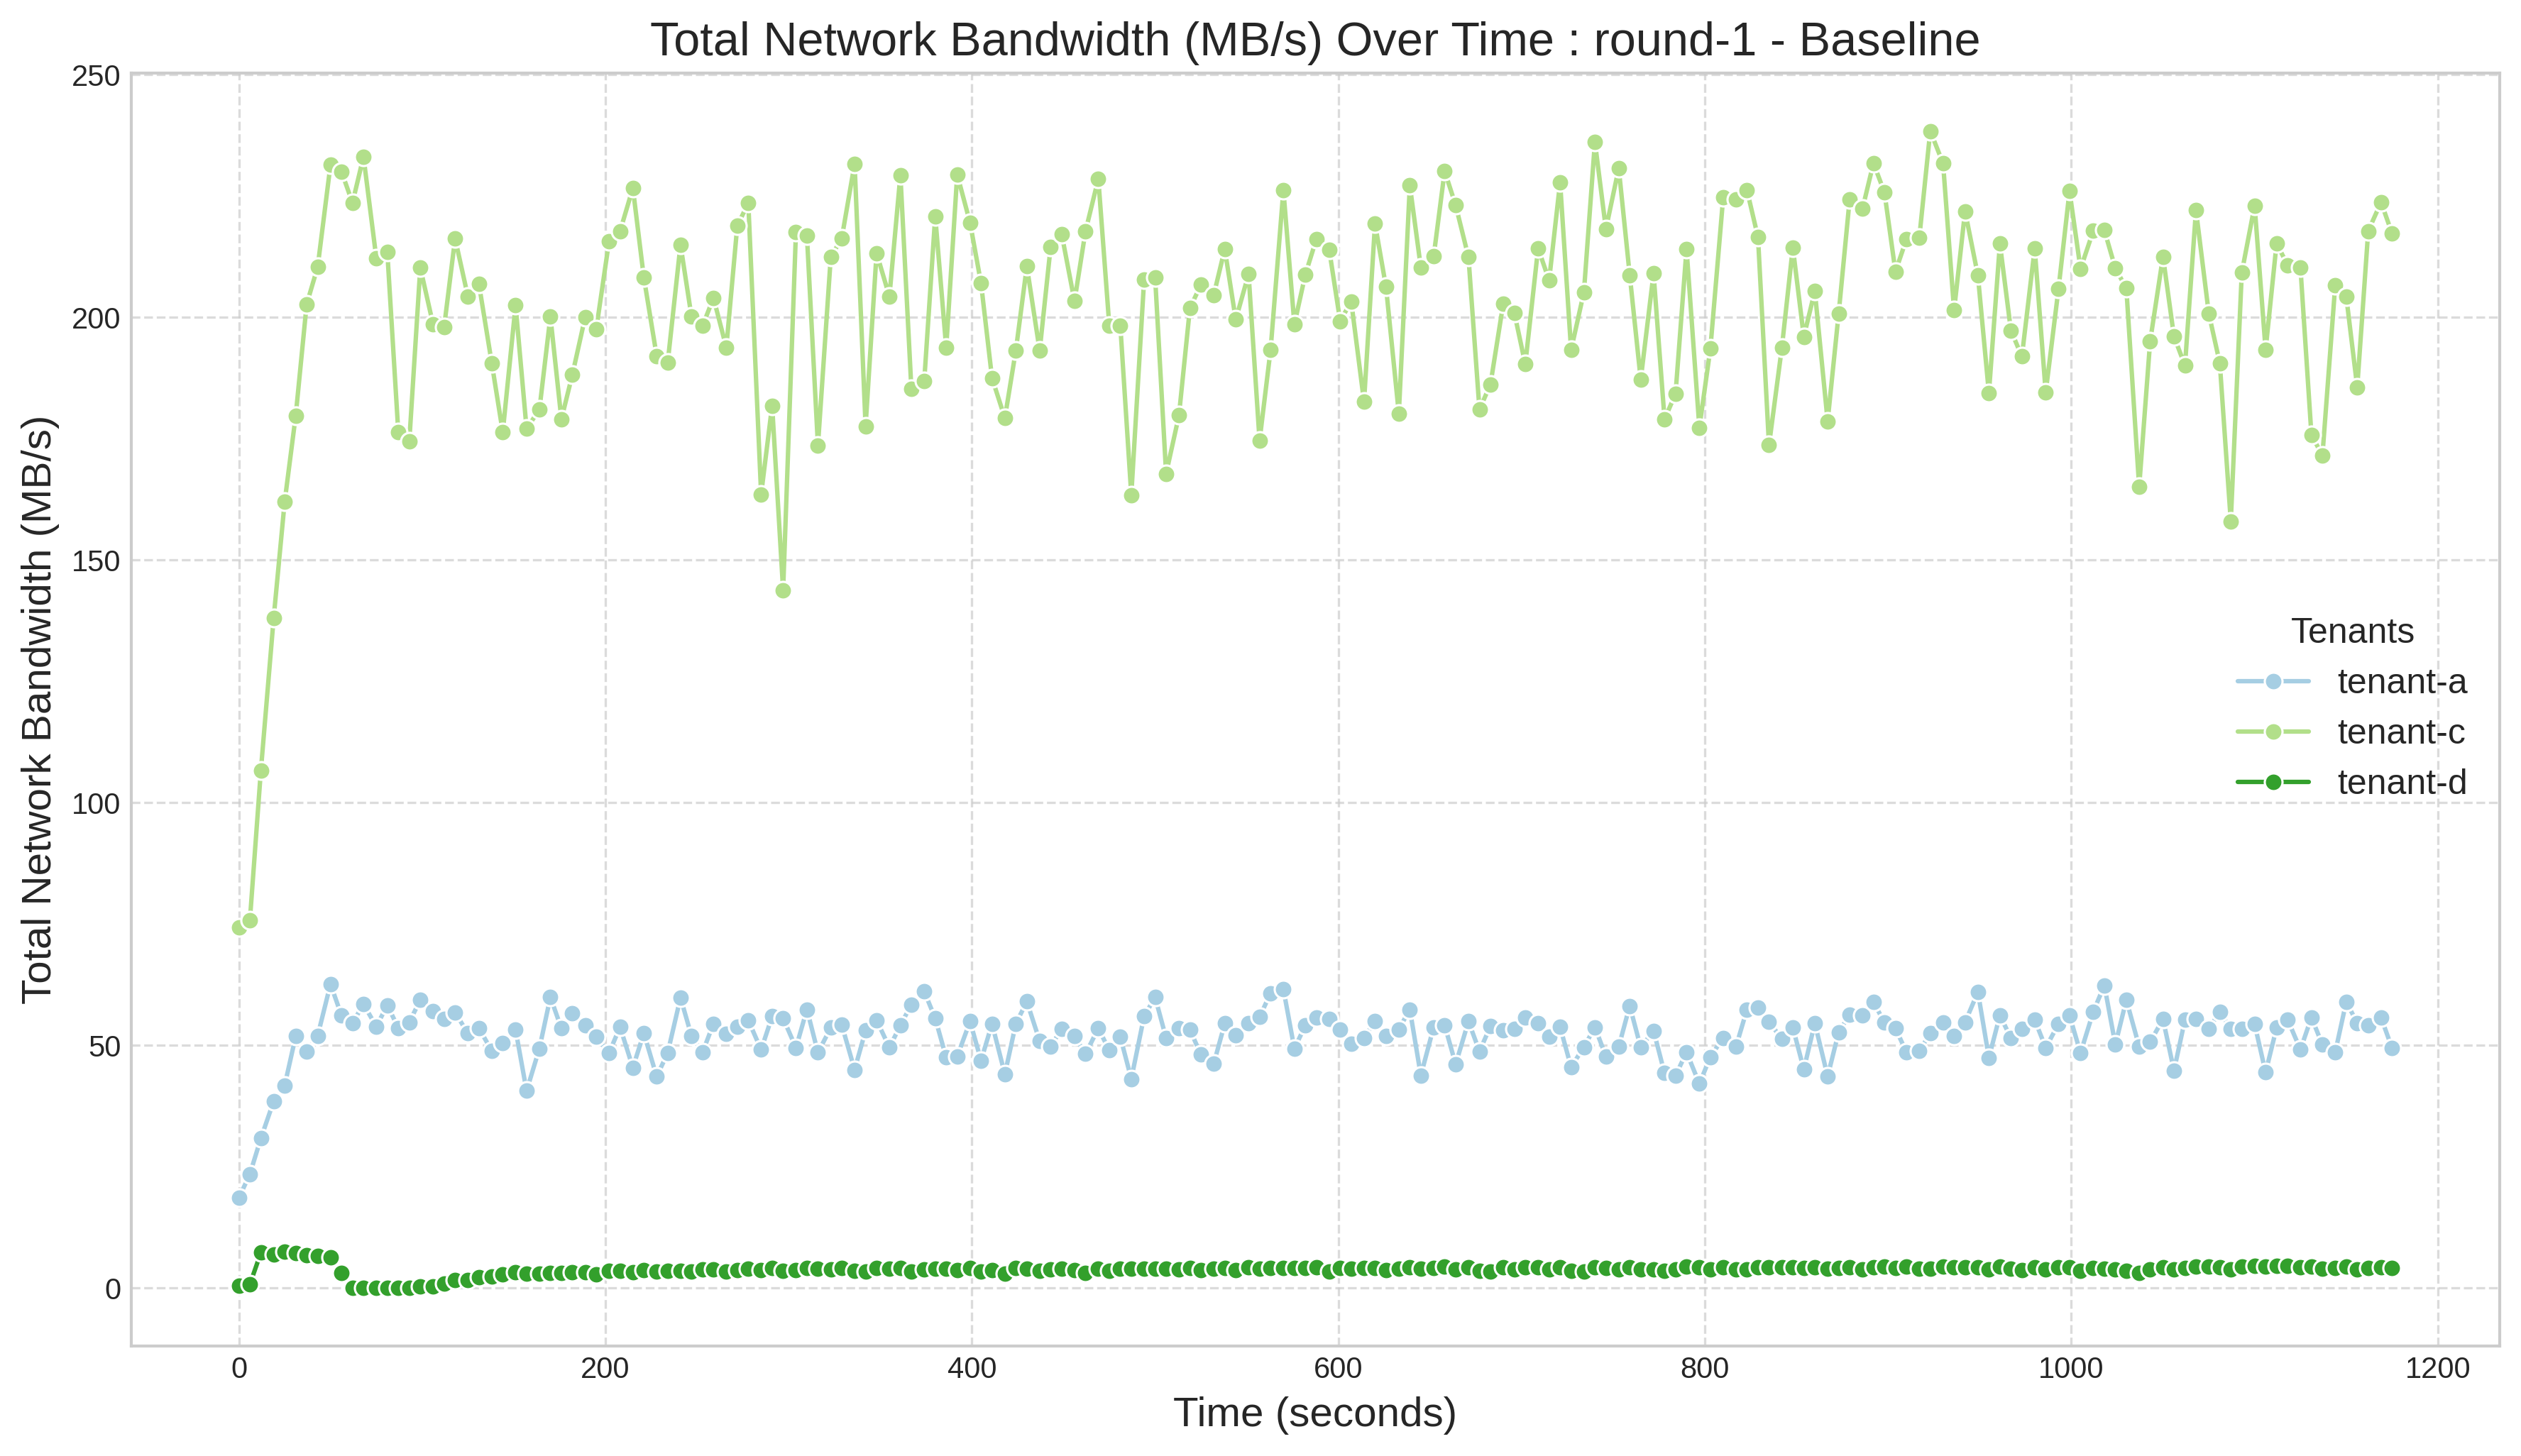 Total Network Bandwidth (MB/s) Over Time : round-1 - Baseline
Total Network Bandwidth (MB/s)
250
200
150
100
50
0
Tenants
tenant-a
tenant-c
tenant-d
0 200 400 600 800 1000 1200
Time (seconds)